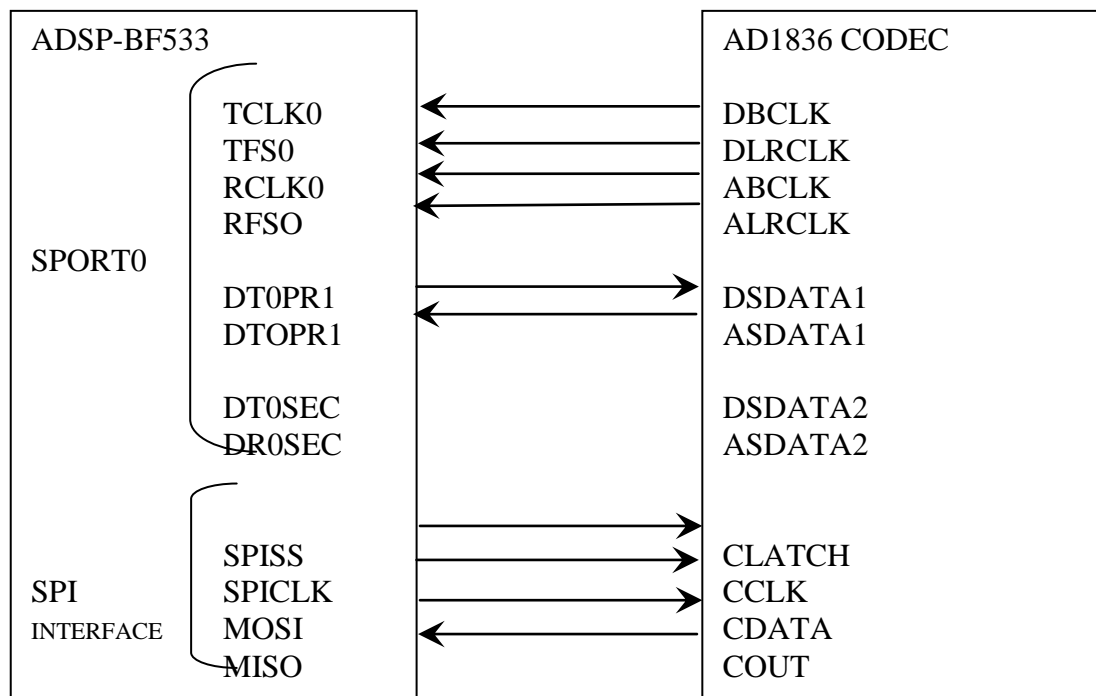 ADSP-BF533
AD1836 CODEC
TCLK0
DBCLK
TFS0
DLRCLK
RCLK0
ABCLK
RFSO
ALRCLK
SPORT0
DT0PR1
DSDATA1
DTOPR1
ASDATA1
DT0SEC
DSDATA2
DR0SEC
ASDATA2
SPISS
CLATCH
SPI
SPICLK
CCLK
INTERFACE
MOSI
CDATA
MISO
COUT